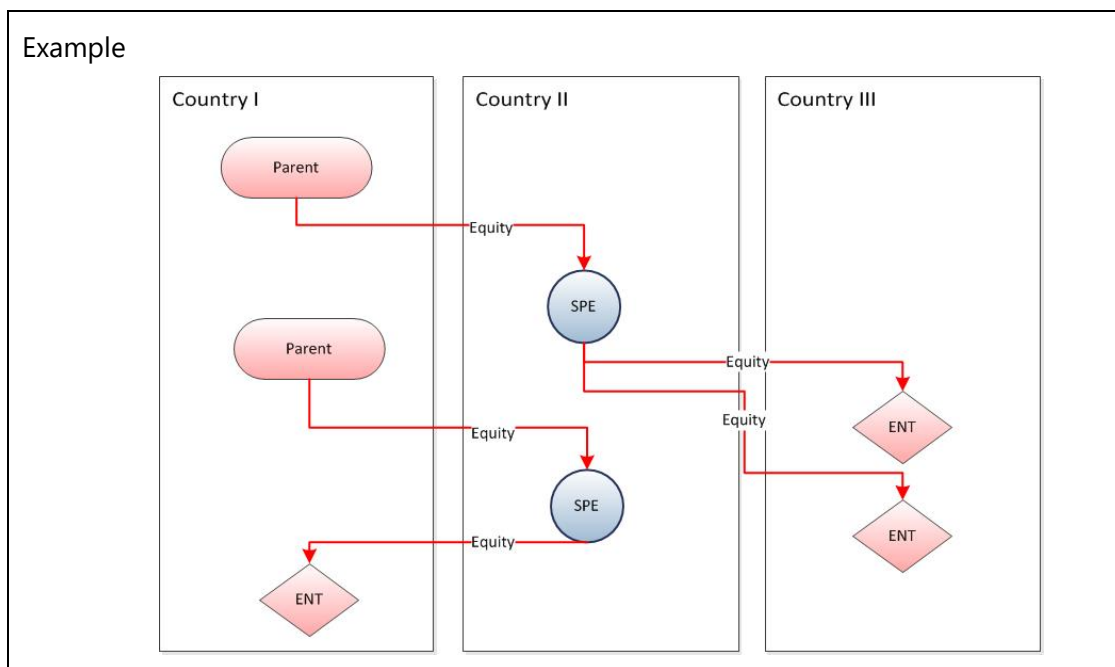 Example
Country I
Country II
Country III
Parent
Equity
SPE
Parent
Equity
Equity
ENT
Equity
SPE
ENT
Equity
ENT